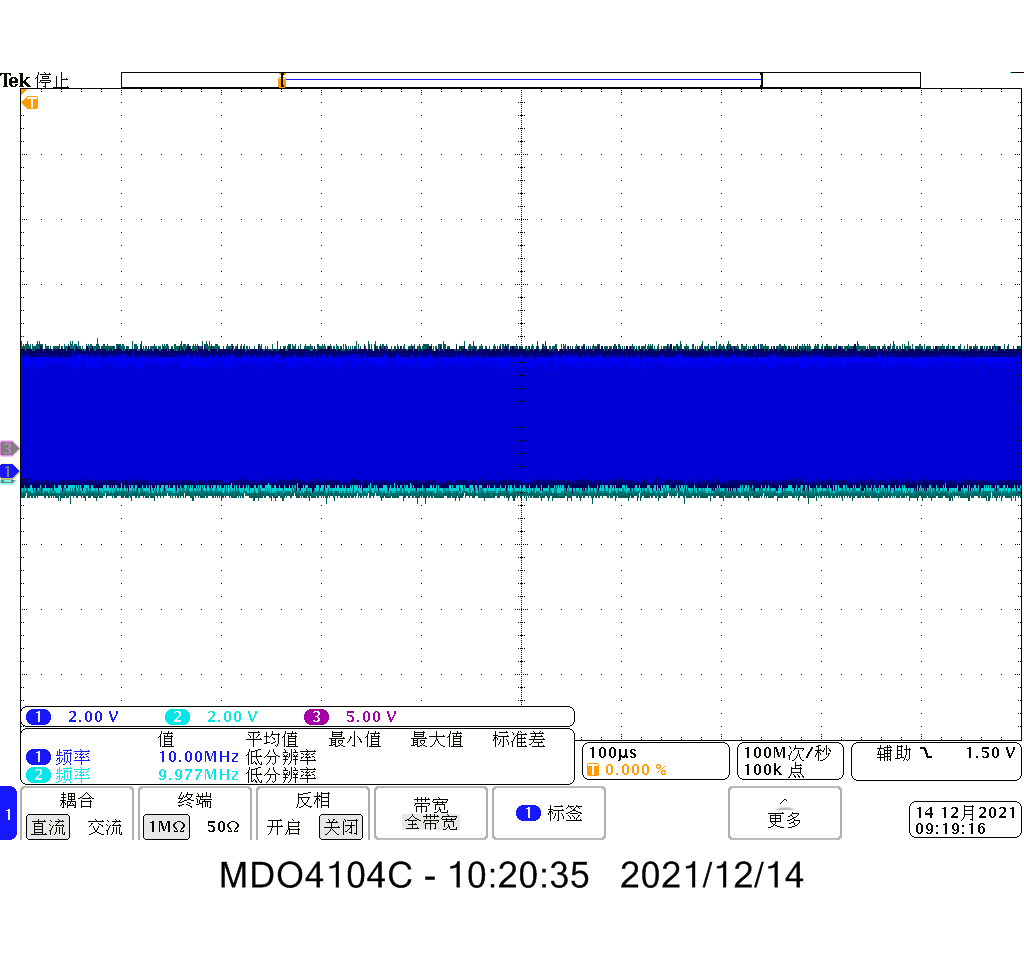 Tek 停止
T
3
1
1 2.00 V 2 2.00 V 3 5.00 V
值 平均值 最小值 最大值 标准差
1 频率 10.00MHz 低分辨率
2 频率 9.977MHz 低分辨率
100µs
T 0.000 %
100M次/秒
100k 点
辅助 1.50 V
1
耦合
直流 交流
终端
1MΩ 50Ω
反相
开启 关闭
带宽
全带宽
1 标签
更多
14 12月2021
09:19:16
MDO4104C - 10:20:35 2021/12/14